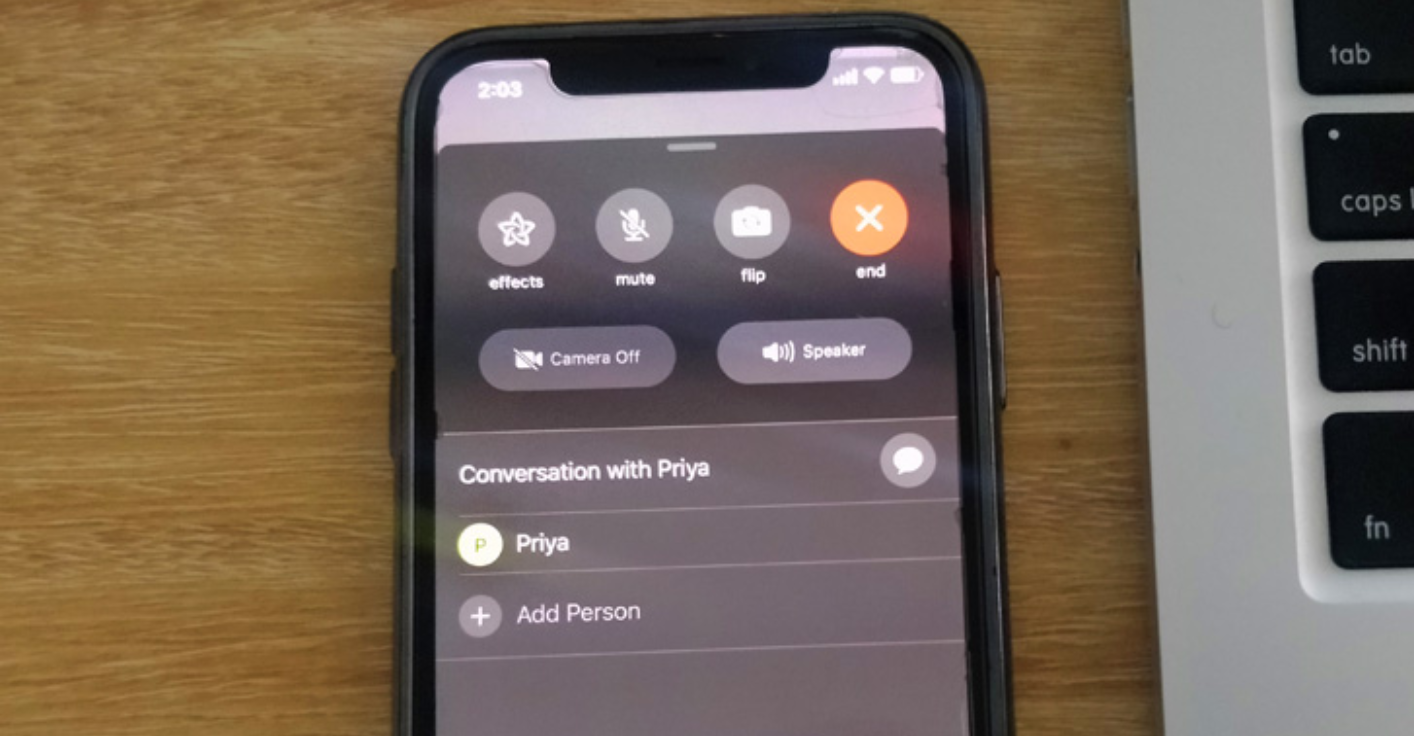 2:03
effects mute flip end
Camera Off Speaker
Conversation with Priya
P Priya
Add Person
tab
caps
shift
fn